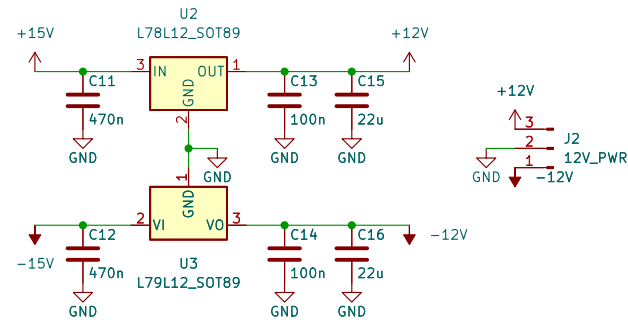 U2
L78L12_SOT89
+15V
+12V
3 IN OUT 1
GND
2
C11
470n
GND
C13
100n
GND
C15
22u
GND
GND
+12V
3
2
1
J2
12V_PWR
GND
-12V
1
GND
2 VI VO 3
-15V
-12V
C12
470n
GND
U3
L79L12_SOT89
C14
100n
GND
C16
22u
GND